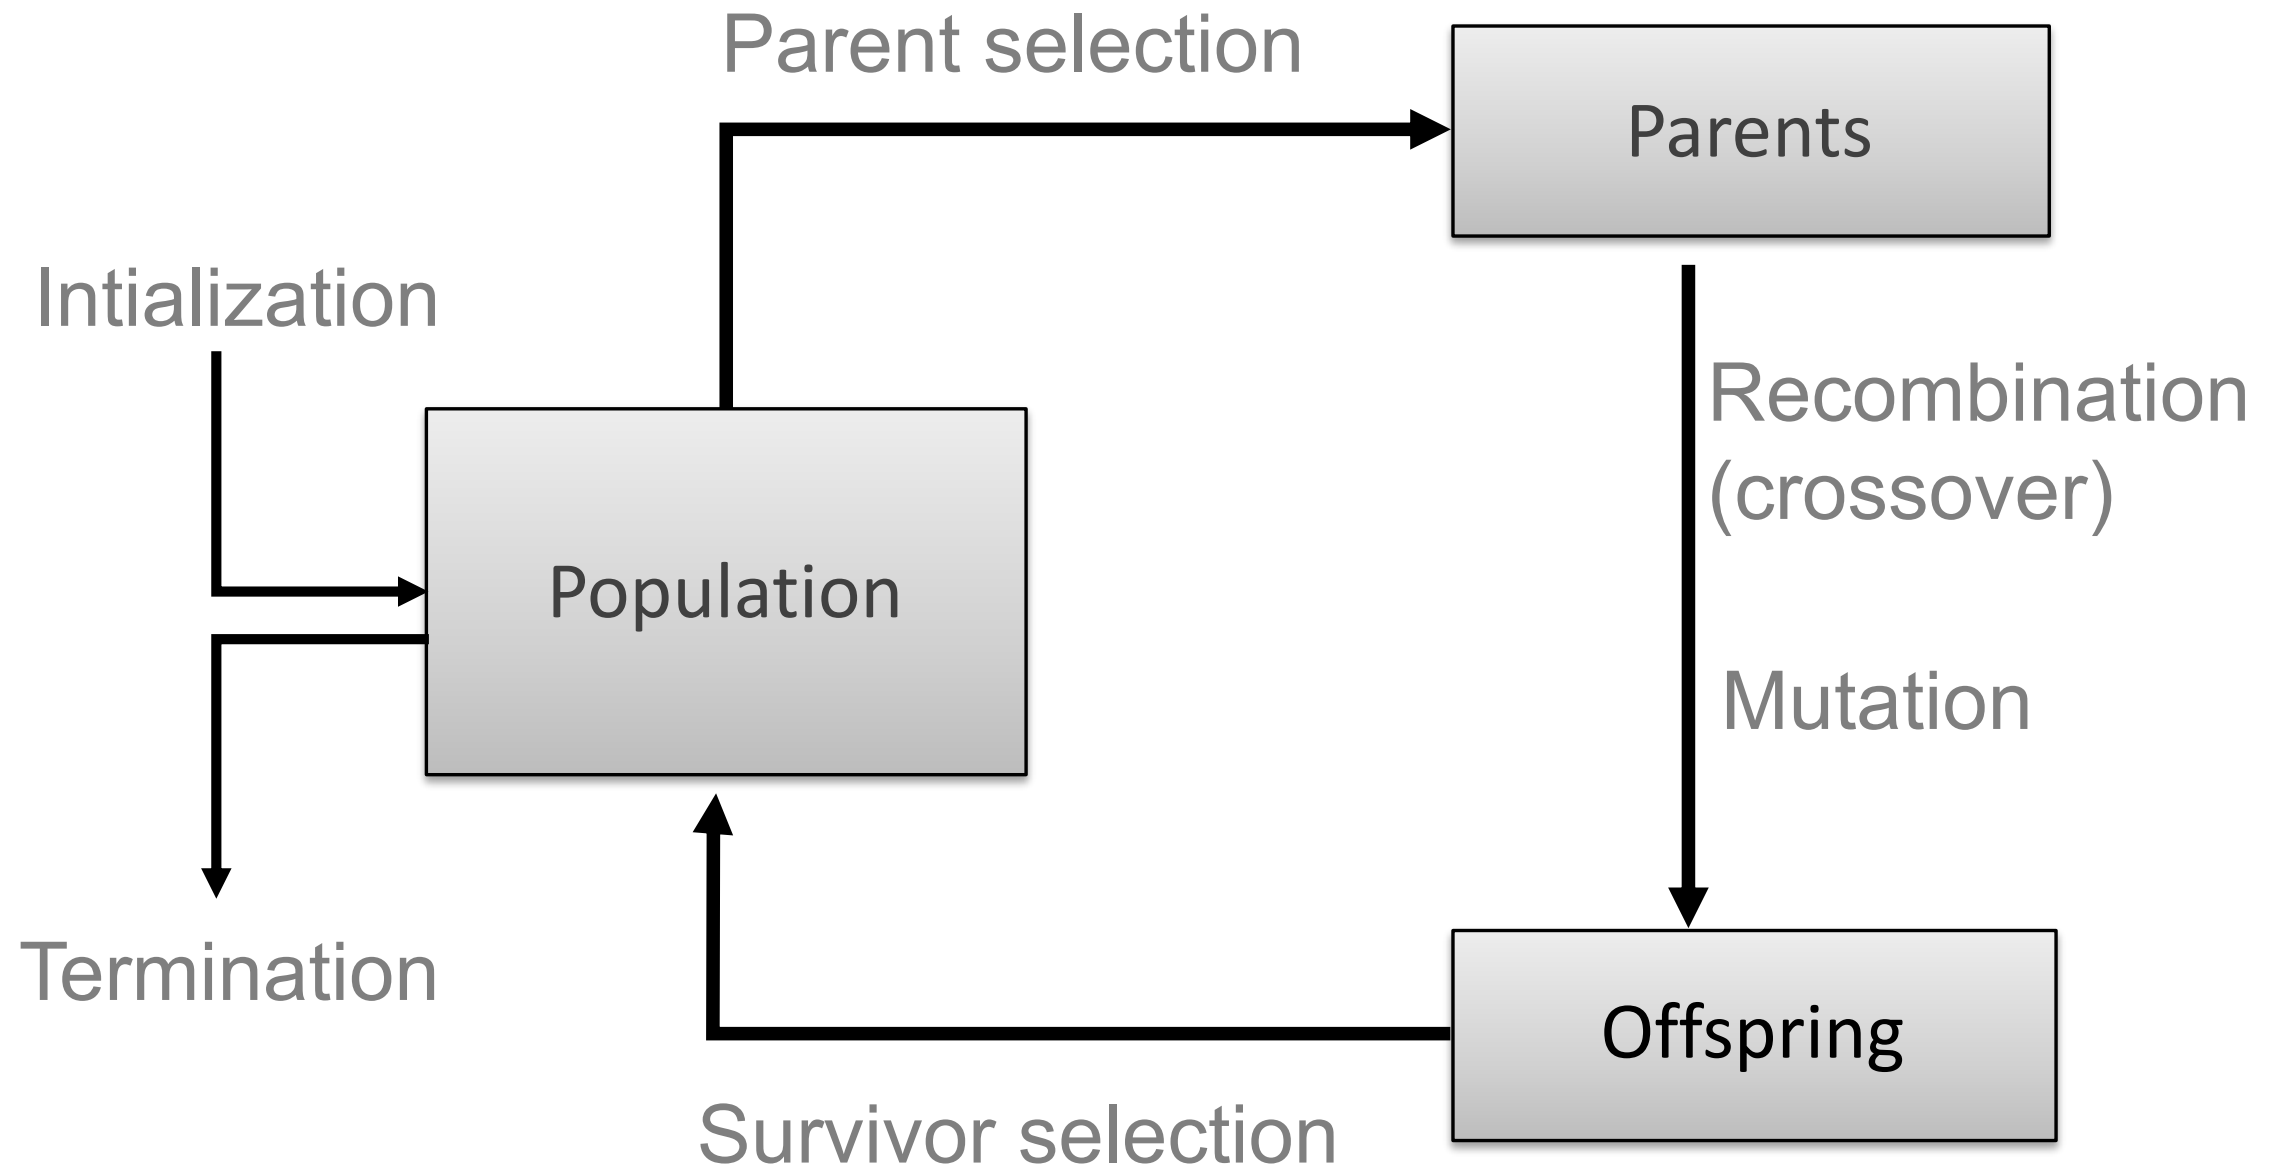 Parent selection
Parents
Intialization
Recombination
(crossover)
Population
Mutation
Termination
Offspring
Survivor selection